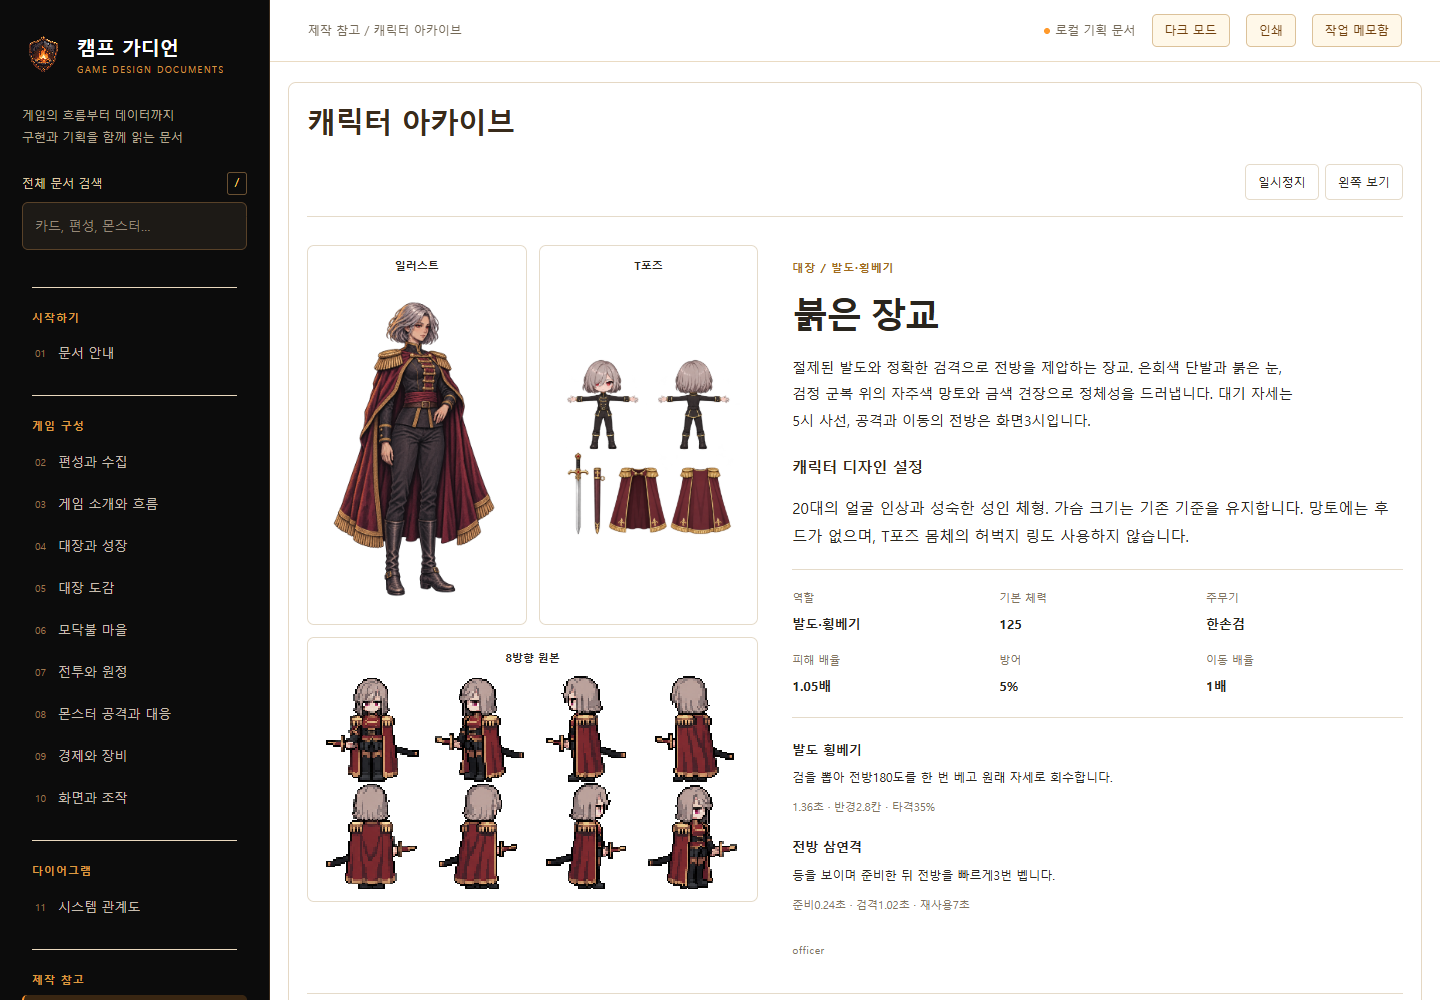 캠프 가디언
GAME DESIGN DOCUMENTS
게임의 흐름부터 데이터까지
구현과 기획을 함께 읽는 문서
전체 문서 검색
/
카드, 편성, 몬스터...
시작하기
01 문서 안내
게임 구성
02 편성과 수집
03 게임 소개와 흐름
04 대장과 성장
05 대장 도감
06 모닥불 마을
07 전투와 원정
08 몬스터 공격과 대응
09 경제와 장비
10 화면과 조작
다이어그램
11 시스템 관계도
제작 참고
제작 참고 / 캐릭터 아카이브
로컬 기획 문서
다크 모드
인쇄
작업 메모함
캐릭터 아카이브
일시정지
왼쪽 보기
일러스트
T포즈
8방향 원본
대장 / 발도·횡베기
붉은 장교
절제된 발도와 정확한 검격으로 전방을 제압하는 장교. 은회색 단발과 붉은 눈,
검정 군복 위의 자주색 망토와 금색 견장으로 정체성을 드러냅니다. 대기 자세는
5시 사선, 공격과 이동의 전방은 화면3시입니다.
캐릭터 디자인 설정
20대의 얼굴 인상과 성숙한 성인 체형. 가슴 크기는 기존 기준을 유지합니다. 망토에는 후
드가 없으며, T포즈 몸체의 허벅지 링도 사용하지 않습니다.
역할
기본 체력
주무기
발도·횡베기
125
한손검
피해 배율
방어
이동 배율
1.05배
5%
1배
발도 횡베기
검을 뽑아 전방180도를 한 번 베고 원래 자세로 회수합니다.
1.36초 · 반경2.8칸 · 타격35%
전방 삼연격
등을 보이며 준비한 뒤 전방을 빠르게3번 벱니다.
준비0.24초 · 검격1.02초 · 재사용7초
officer